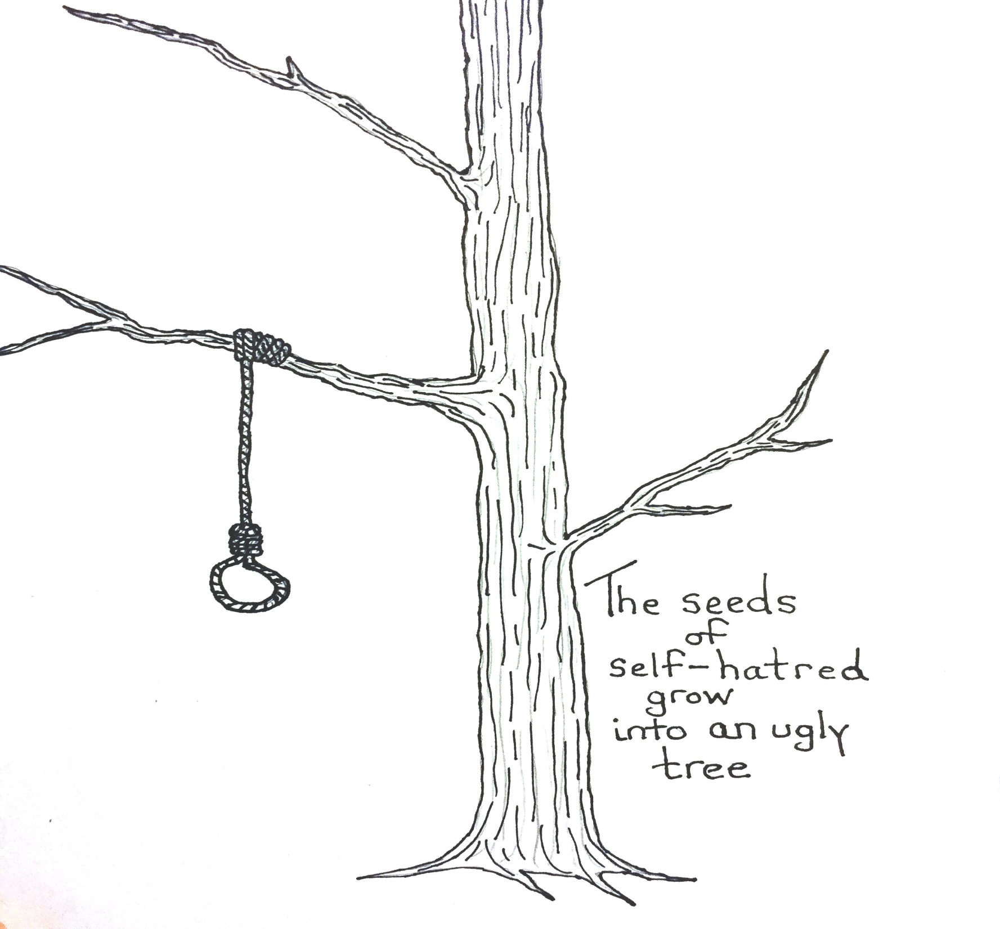 The seeds
of
self-hatred
grow
into an ugly
tree